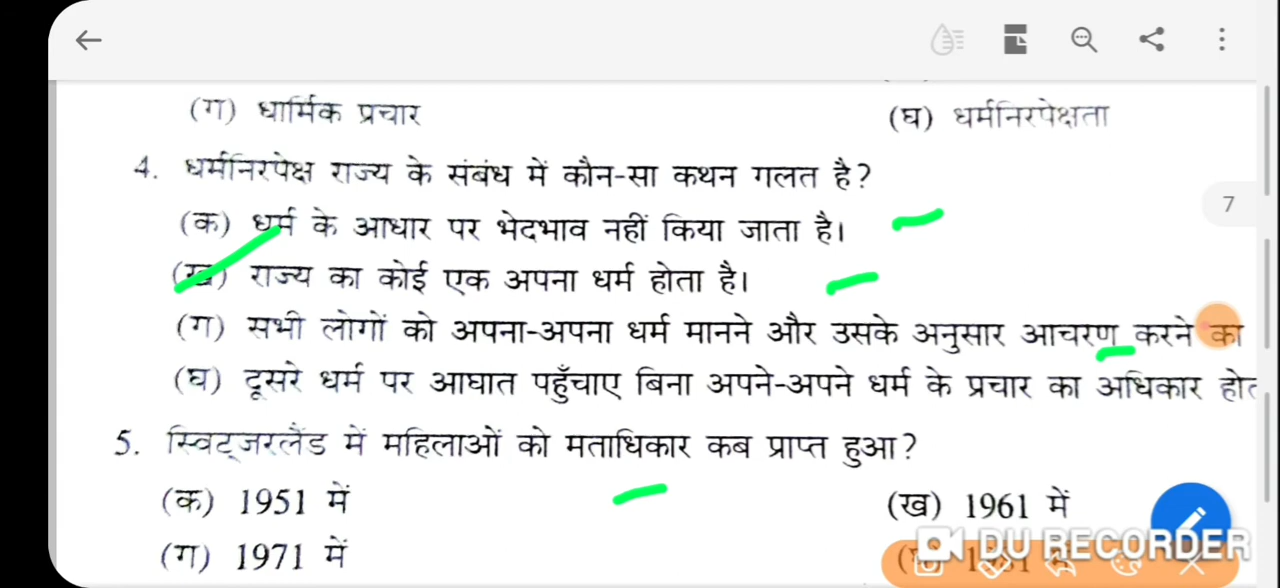 (ग) धार्मिक प्रचार (घ) धर्मनिरपेक्षता
4. धर्मनिरपेक्ष राज्य के संबंध में कौन-सा कथन गलत है?
7
(क) धर्म के आधार पर भेदभाव नहीं किया जाता है।
(ख) राज्य का कोई एक अपना धर्म होता है।
(ग) सभी लोगों को अपना-अपना धर्म मानने और उसके अनुसार आचरण करने का
(घ) दूसरे धर्म पर आघात पहुँचाए बिना अपने-अपने धर्म के प्रचार का अधिकार
5. स्विट्जरलैंड में महिलाओं को मताधिकार कब प्राप्त हुआ?
(क) 1951 में (ख) 1961 में
(ग) 1971 में
DU RECORDER